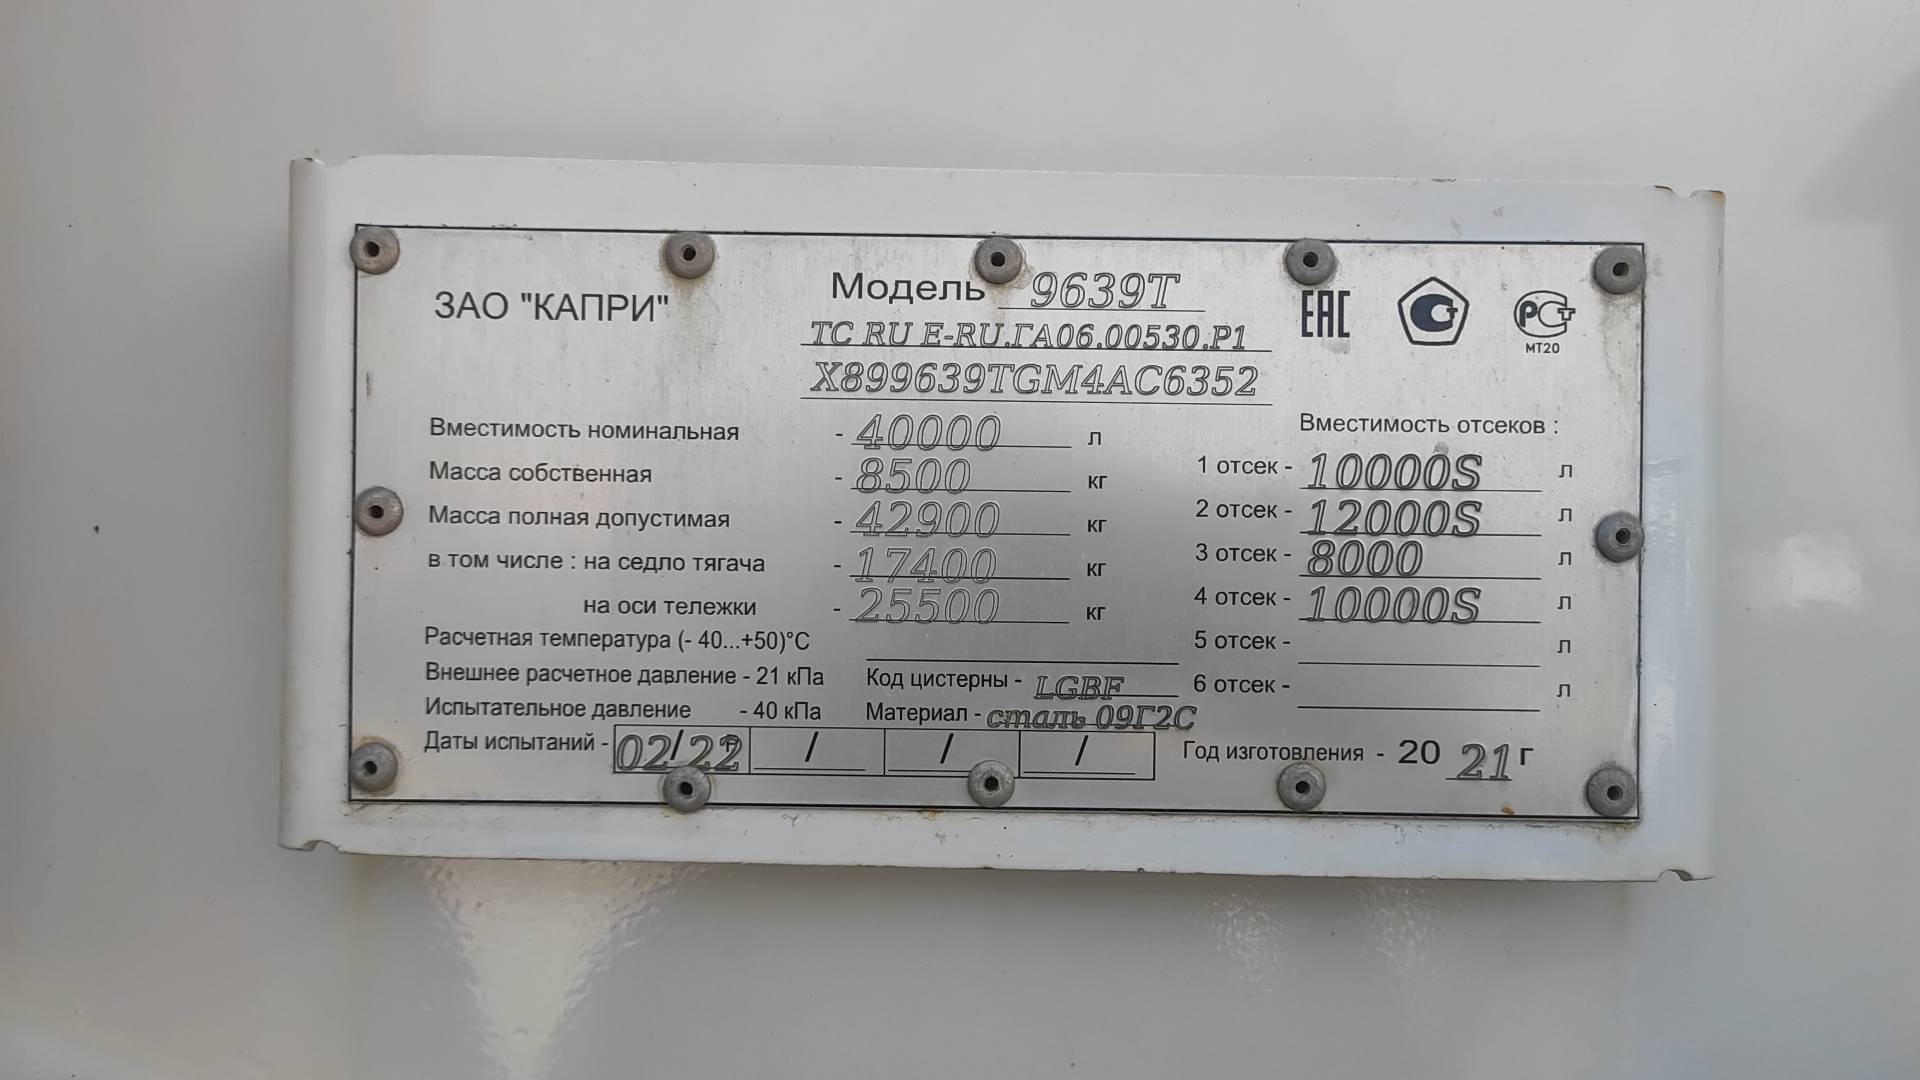 ЗАО "КАПРИ"
Модель 9639Т
ТС RU E-RU.ГА06.00530.Р1
X899639TGM4AC6352
ЕАС
РСТ
МТ20
Вместимость номинальная - 40000 л
Масса собственная - 8500 кг
Масса полная допустимая - 42900 кг
в том числе : на седло тягача - 17400 кг
на оси тележки - 25500 кг
Расчетная температура (- 40...+50)°С
Внешнее расчетное давление - 21 кПа
Испытательное давление - 40 кПа
Код цистерны - LGBF
Материал - сталь 09Г2С
Даты испытаний - 02/22Р / / /
Вместимость отсеков :
1 отсек - 10000S л
2 отсек - 12000S л
3 отсек - 8000 л
4 отсек - 10000S л
5 отсек - л
6 отсек - л
Год изготовления - 20 21 г